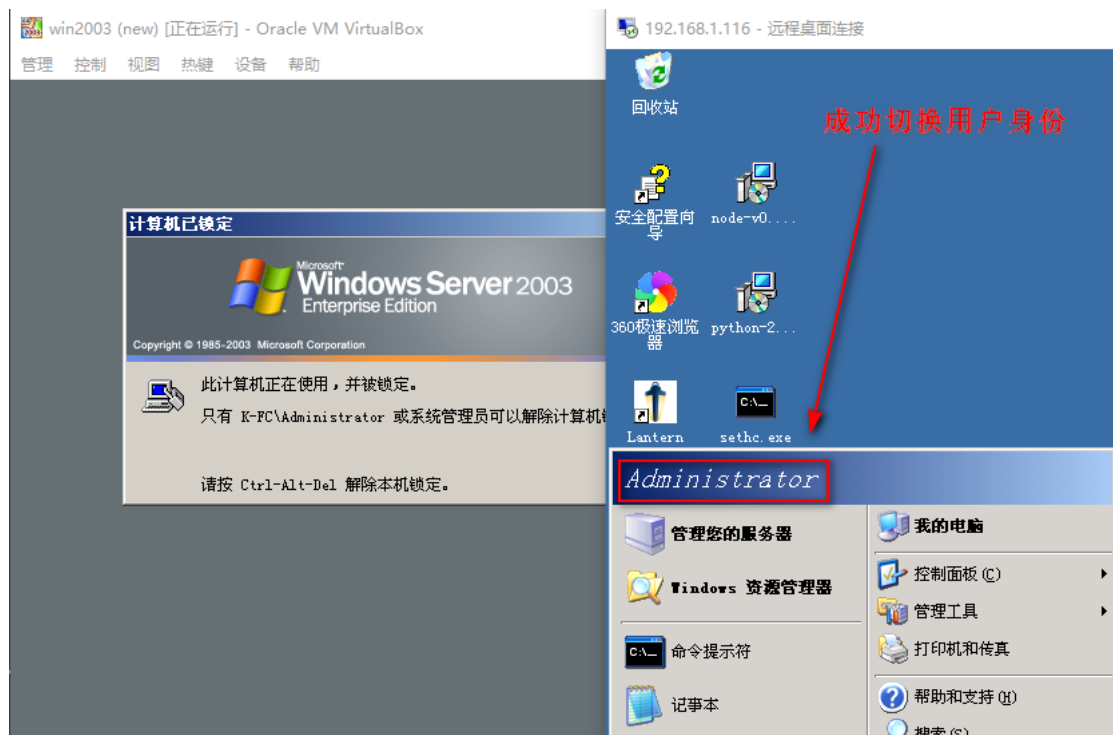 win2003 (new) [正在运行] - Oracle VM VirtualBox
管理 控制 视图 热键 设备 帮助
计算机已锁定
Microsoft
Windows Server 2003
Enterprise Edition
Copyright © 1985-2003 Microsoft Corporation
此计算机正在使用，并被锁定。
只有 K-FC\Administrator 或系统管理员可以解除计算机
请按 Ctrl-Alt-Del 解除本机锁定。
192.168.1.116 - 远程桌面连接
回收站
成功切换用户身份
安全配置向
导
node-v0....
360极速浏览
器
python-2...
Lantern
C:\_
sethc.exe
Administrator
管理您的服务器
Windows 资源管理器
C:\_
命令提示符
记事本
我的电脑
控制面板(C)
管理工具
打印机和传真
帮助和支持(H)
搜索(S)